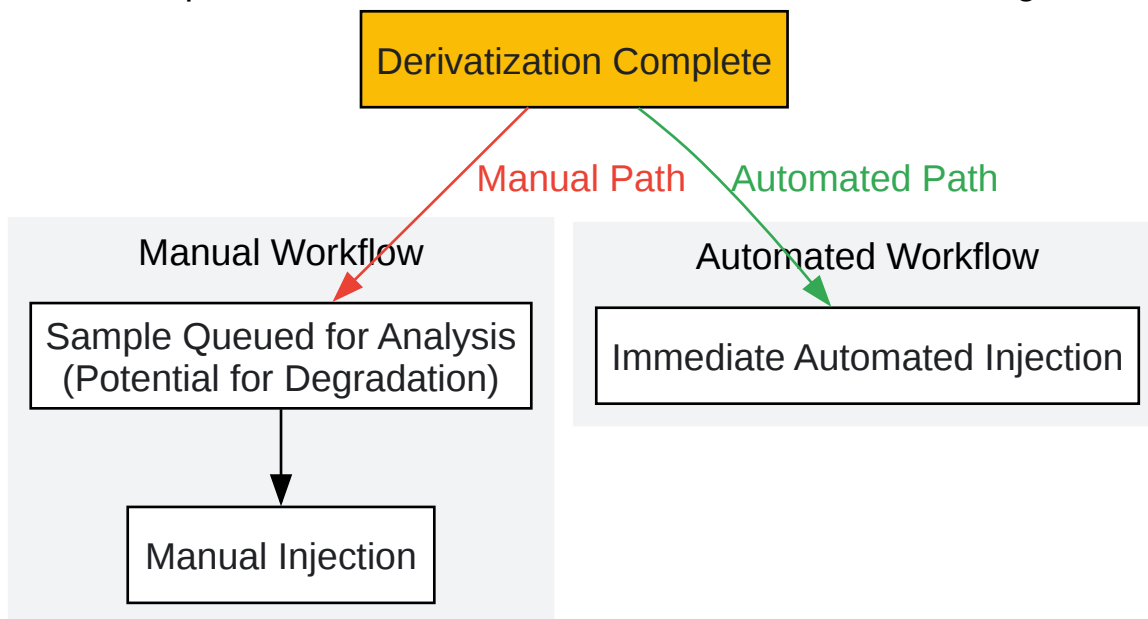 Derivatization Complete
Manual Path
Automated Path
Manual Workflow
Sample Queued for Analysis
(Potential for Degradation)
Manual Injection
Automated Workflow
Immediate Automated Injection